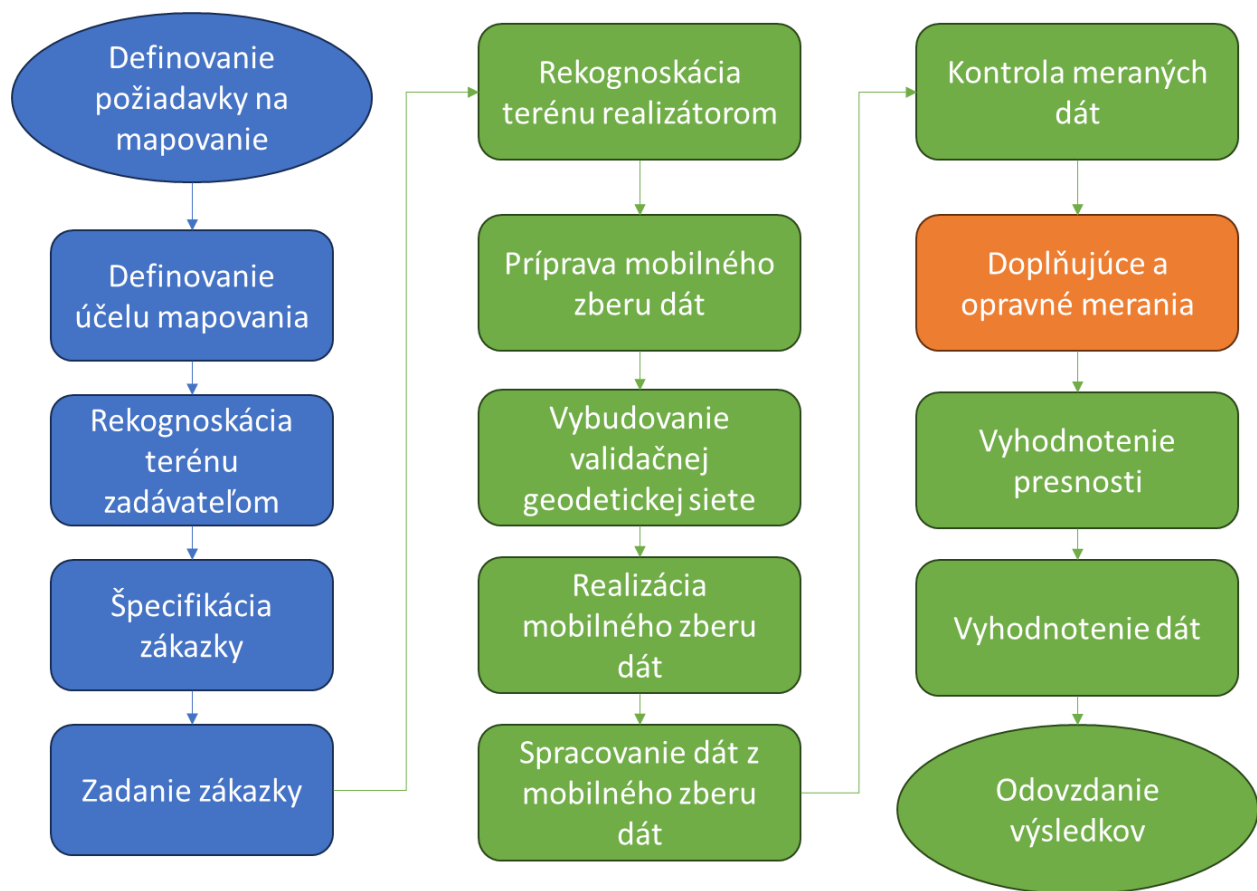 Definovanie
požiadavky na
mapovanie
Definovanie
účelu mapovania
Rekognoskácia
terénu
zadávateľom
Špecifikácia
zákazky
Zadanie zákazky
Rekognoskácia
terénu realizátorom
Príprava mobilného
zberu dát
Vybudovanie
validačnej
geodetickej siete
Realizácia
mobilného zberu
dát
Spracovanie dát z
mobilného zberu
dát
Kontrola meraných
dát
Doplňujúce a
opravné merania
Vyhodnotenie
presnosti
Vyhodnotenie dát
Odovzdanie
výsledkov